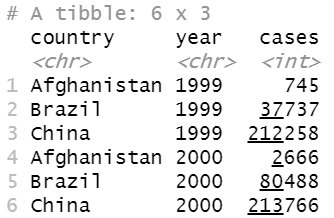 # A tibble: 6 x 3
country year cases
<chr> <chr> <int>
1 Afghanistan 1999 745
2 Brazil 1999 37737
3 China 1999 212258
4 Afghanistan 2000 2666
5 Brazil 2000 80488
6 China 2000 213766